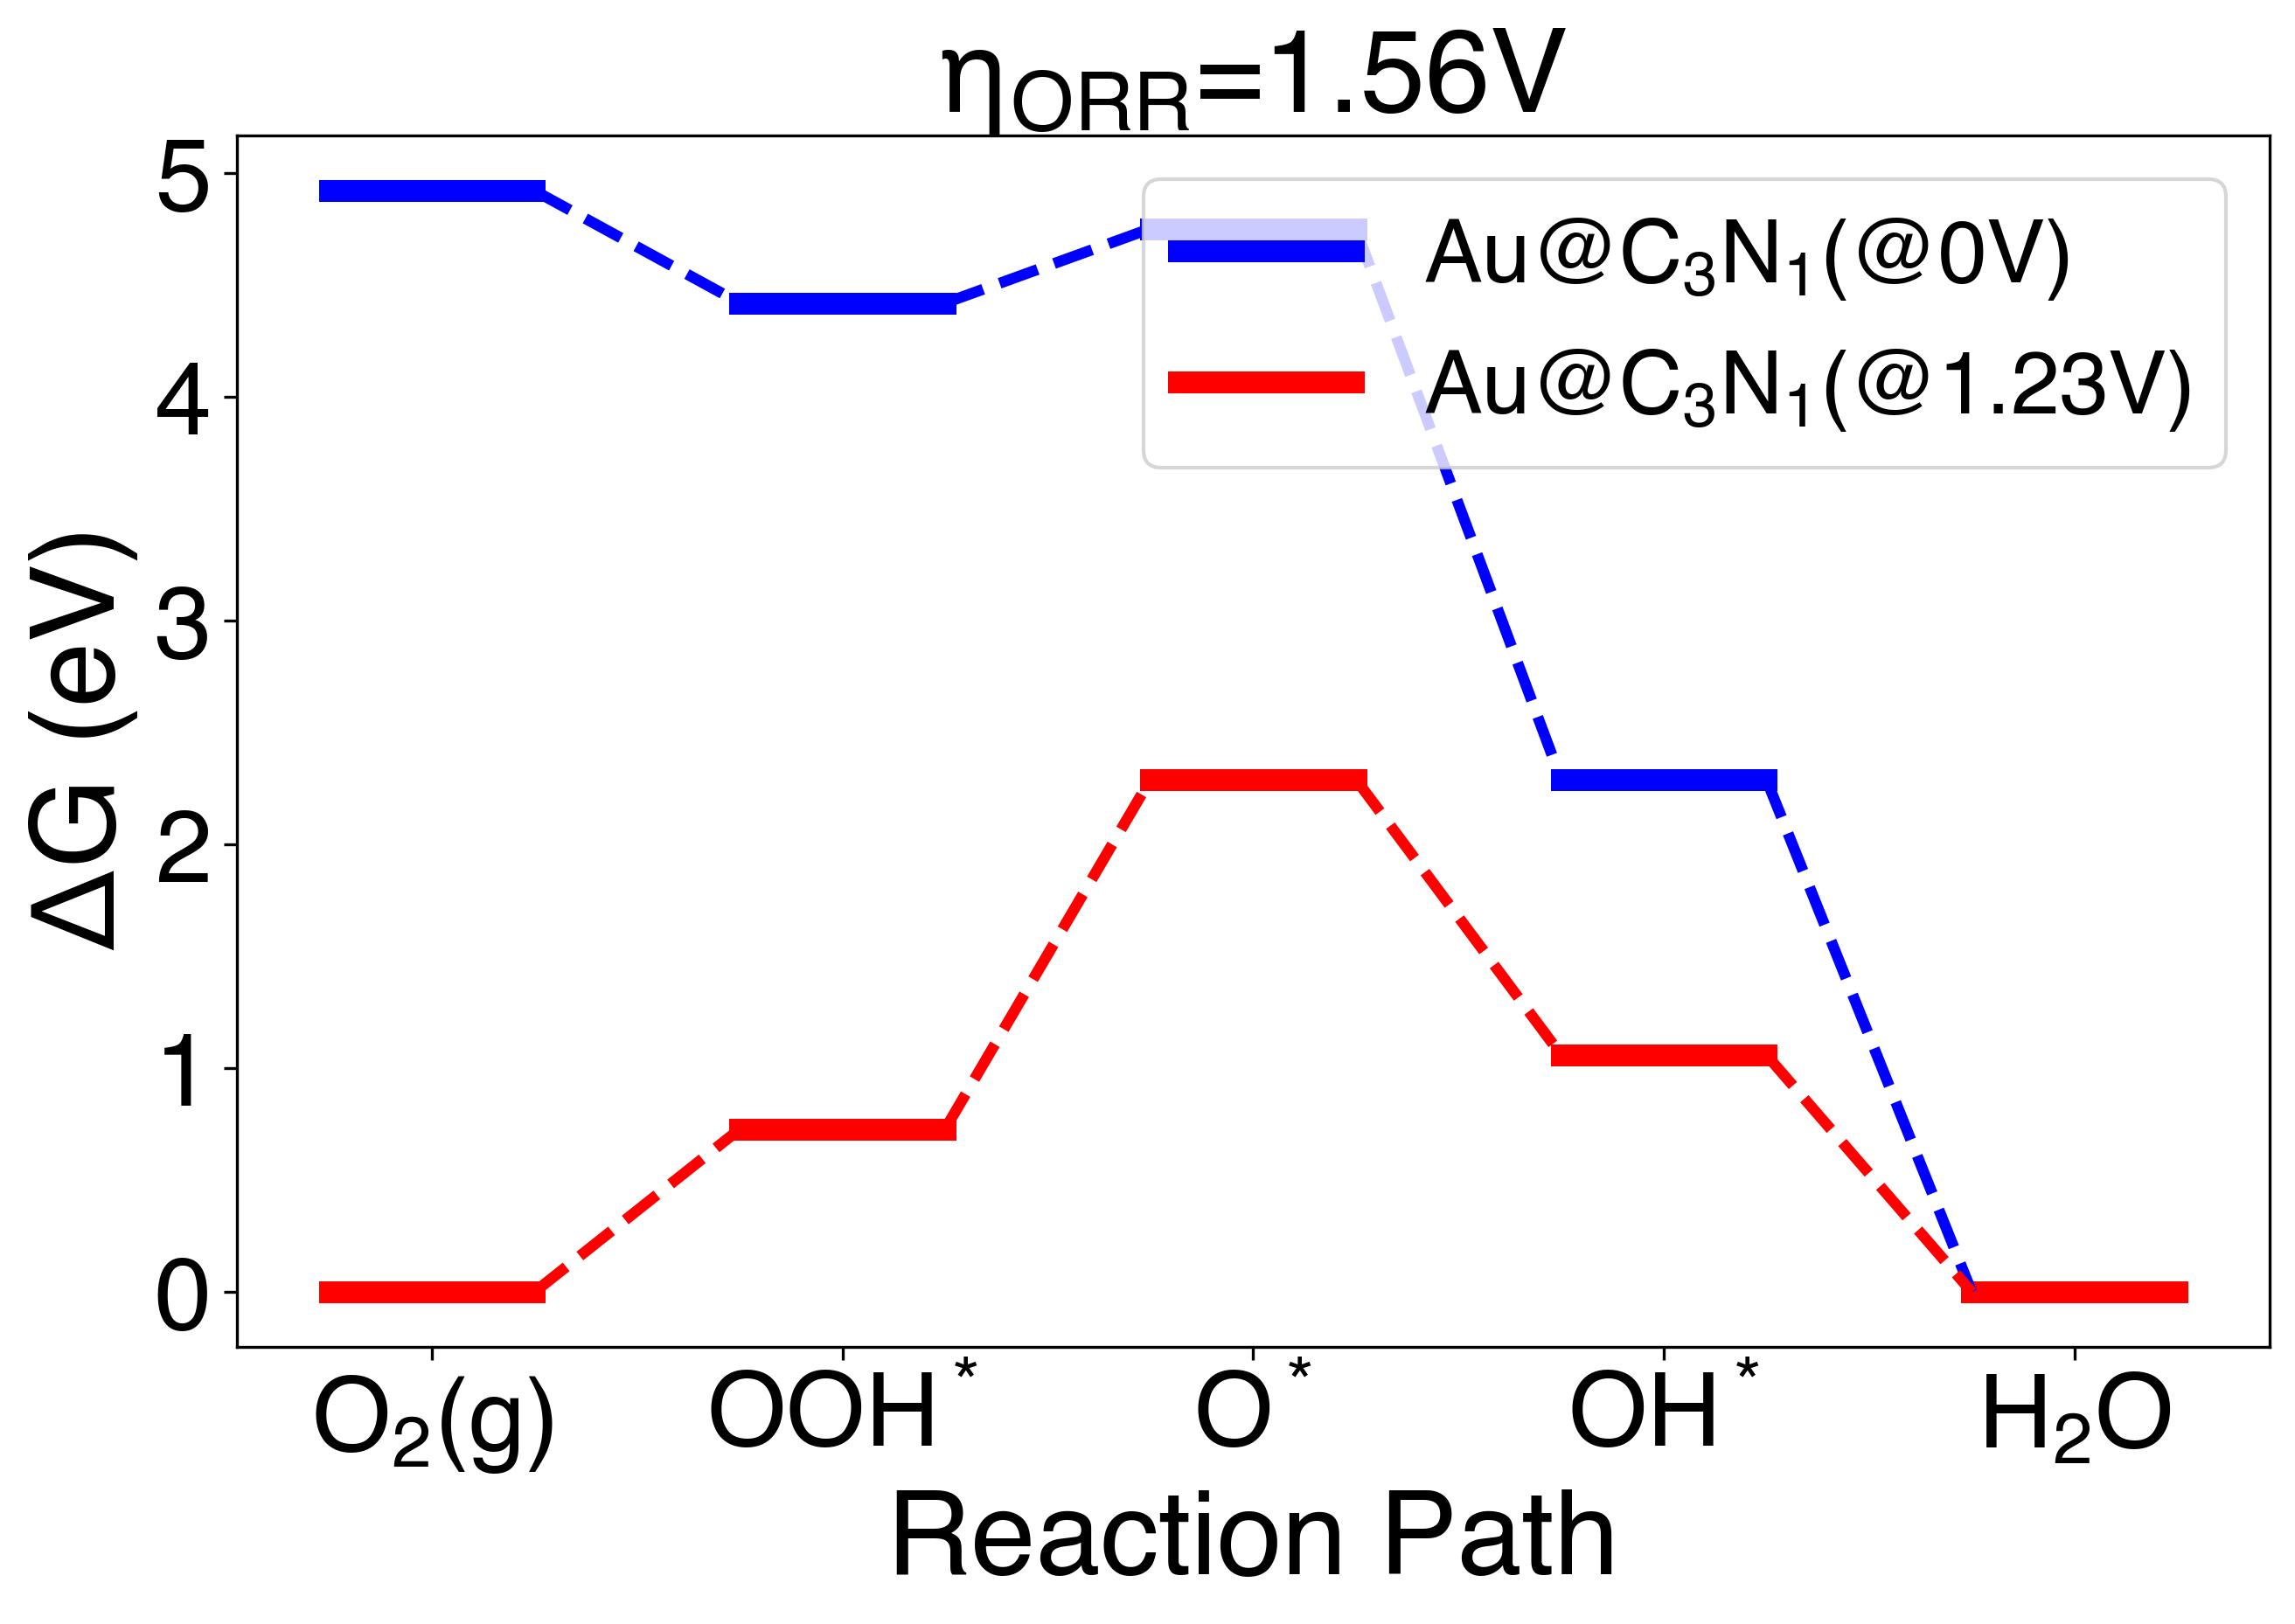 η_ORR=1.56V
Au@C₃N₁(@0V)
Au@C₃N₁(@1.23V)
ΔG (eV)
5
4
3
2
1
0
O₂(g) OOH* O* OH* H₂O
Reaction Path